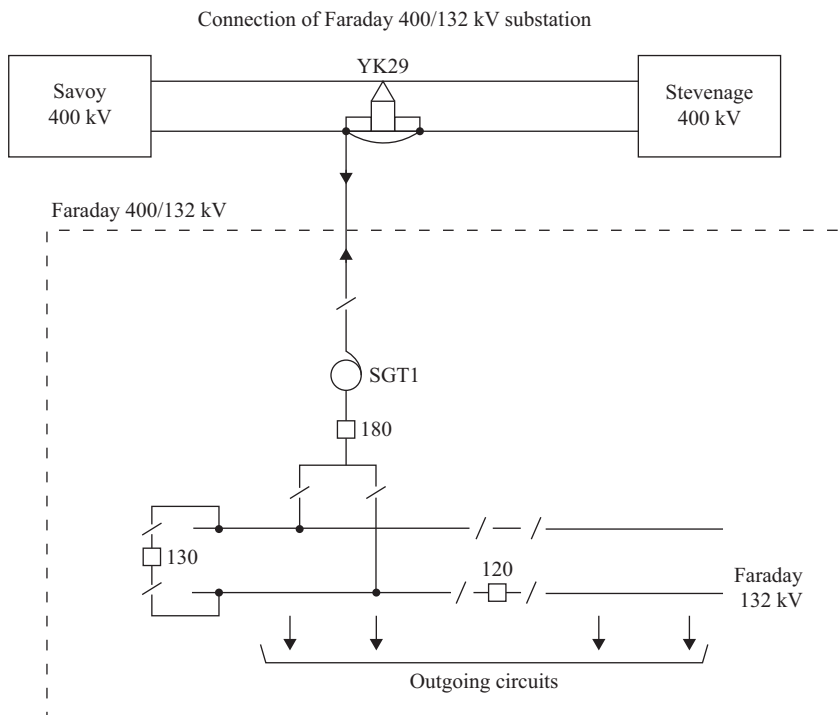 Connection of Faraday 400/132 kV substation
YK29
Savoy
400 kV
Stevenage
400 kV
Faraday 400/132 kV
SGT1
180
130
120
Faraday
132 kV
Outgoing circuits